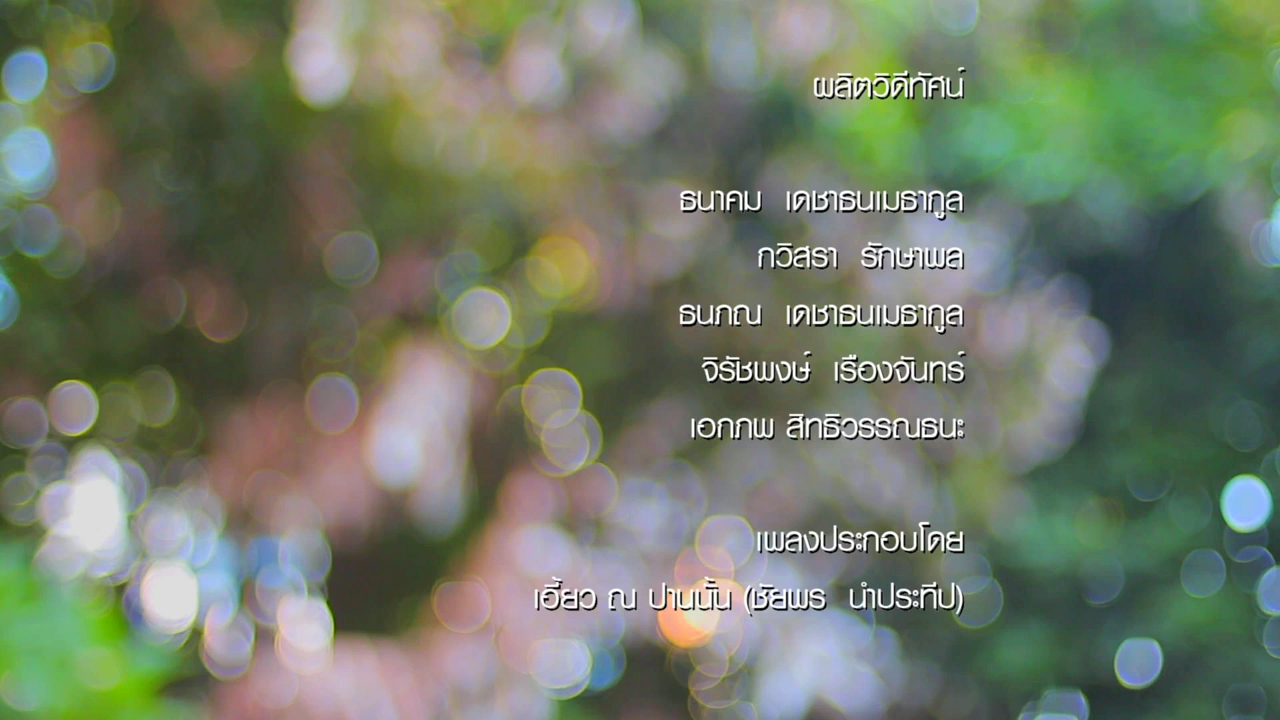 ผลิตวิดีทัศน์
ธนาคม เดชาธนเมธากูล
กวิสรา รักษาพล
ธนภณ เดชาธนเมธากูล
จิรัชพงษ์ เรืองจันทร์
เอกภพ สิทธิวรรณธนะ
เพลงประกอบโดย
เอี้ยว ณ ปานนั้น (ชัยพร นำประทีป)